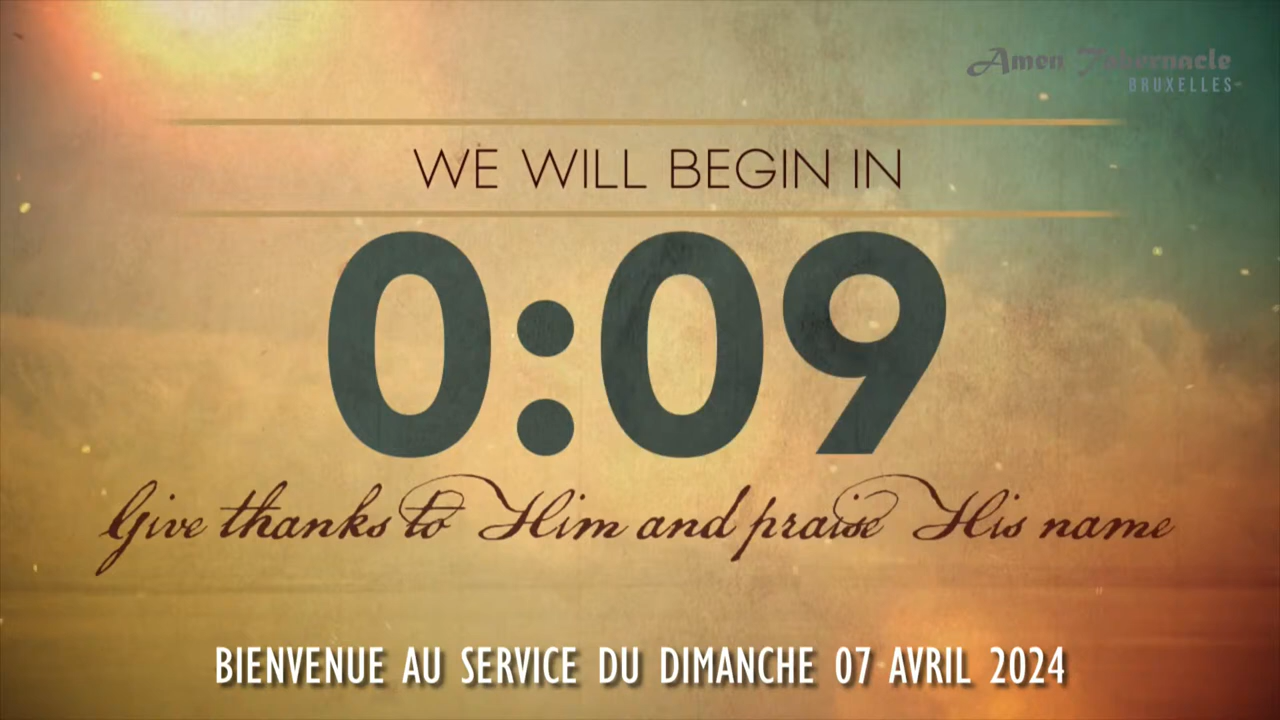 Amen Tabernacle
BRUXELLES
WE WILL BEGIN IN
0:09
Give thanks to Him and praise His name
BIENVENUE AU SERVICE DU DIMANCHE 07 AVRIL 2024